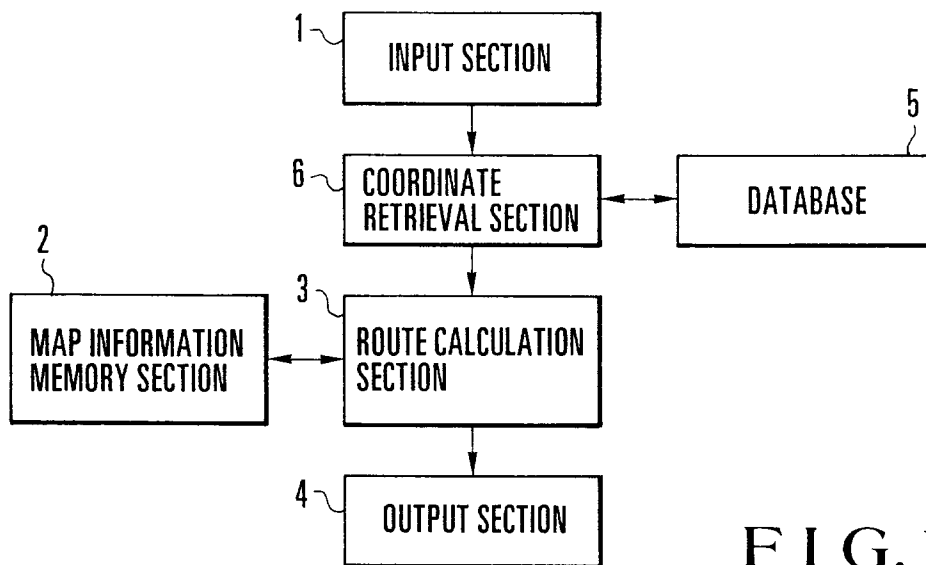 1
INPUT SECTION
5
6
COORDINATE
RETRIEVAL SECTION
DATABASE
2
3
MAP INFORMATION
MEMORY SECTION
ROUTE CALCULATION
SECTION
4
OUTPUT SECTION
FIG.